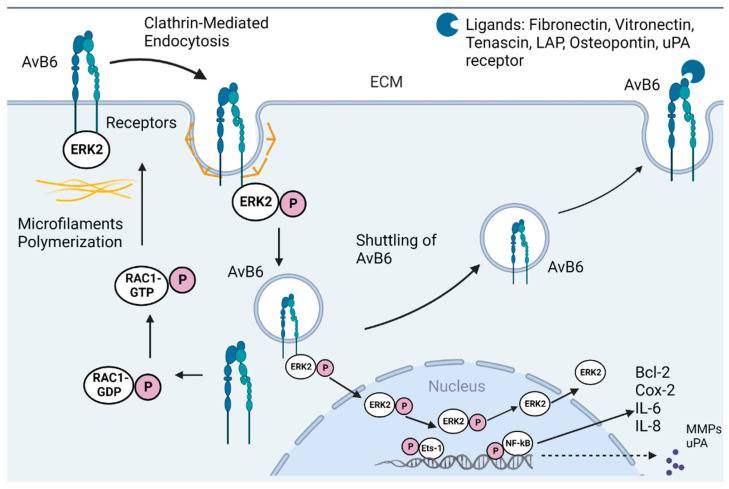 Clathrin-Mediated
Endocytosis
Ligands: Fibronectin, Vitronectin,
Tenascin, LAP, Osteopontin, uPA
receptor
AvB6
ECM
AvB6
Receptors
ERK2
ERK2
P
Microfilaments
Polymerization
Shuttling of
AvB6
AvB6
AvB6
RAC1-
GTP
P
RAC1-
GDP
P
ERK2
P
Nucleus
ERK2
P
ERK2
P
ERK2
ERK2
P
Ets-1
P
NF-kB
Bcl-2
Cox-2
IL-6
IL-8
MMPs
uPA